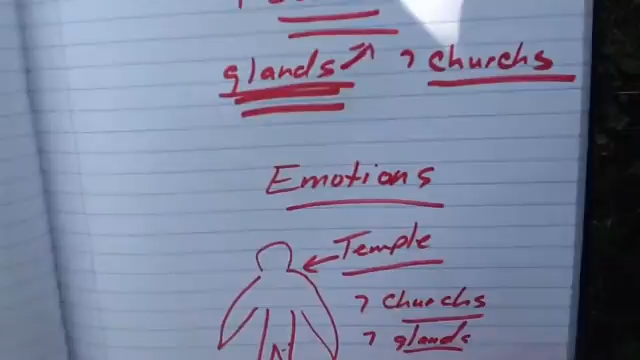 glands 7 churchs
Emotions
Temple
7 churchs
7 glands